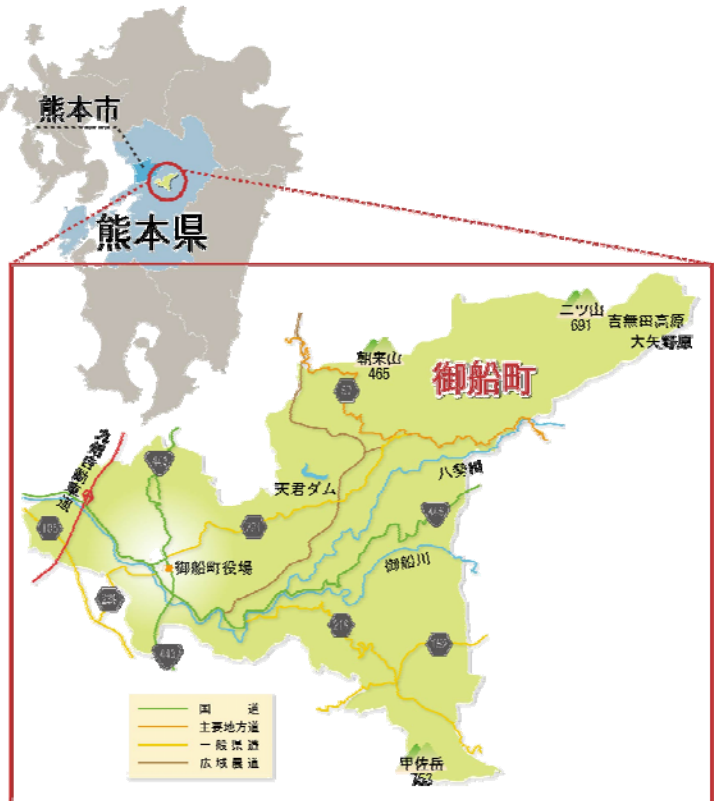 熊本市
熊本県
二ツ山
691
吉無田高原
大矢野原
朝来山
465
御船町
九州自動車道
天君ダム
八勢川
445
御船川
御船町役場
国 道
主要地方道
一般県道
広域農道
甲佐岳
753